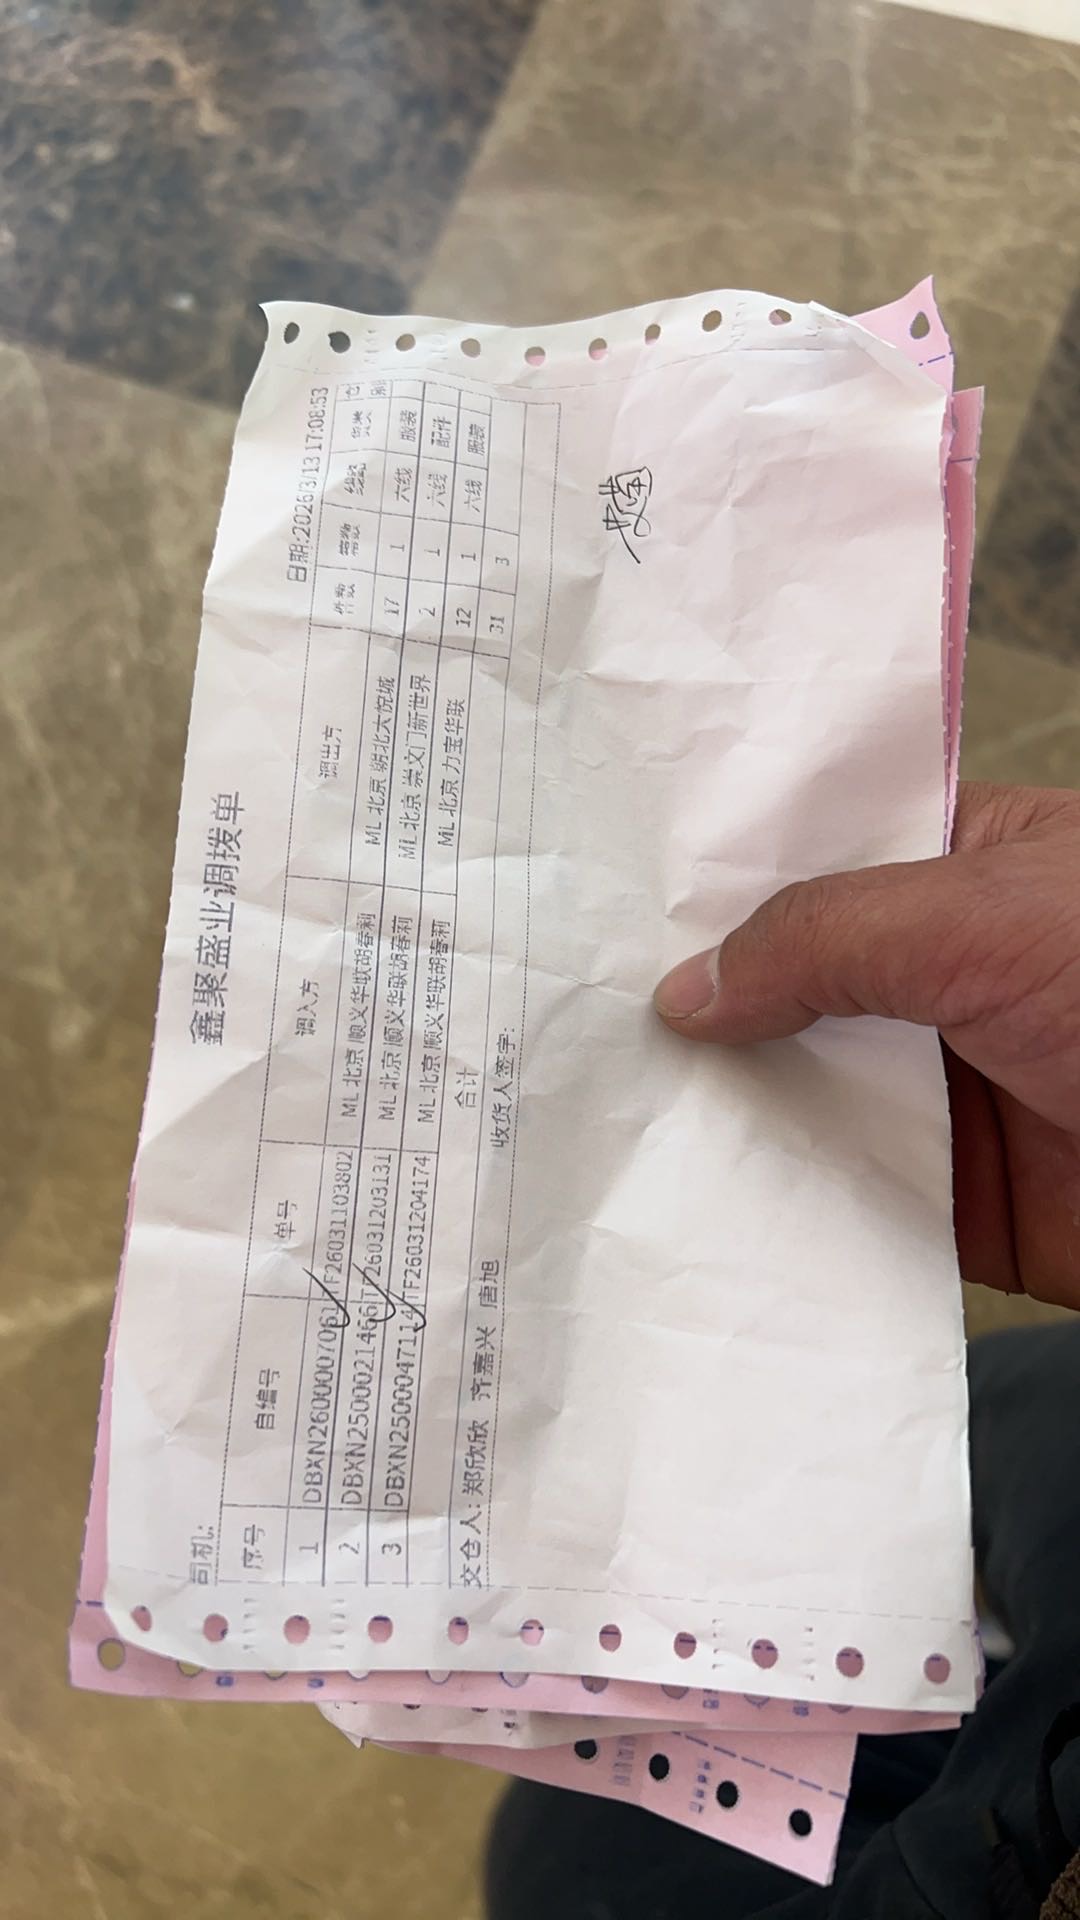 鑫聚盛业调拨单
司机: 日期:2026/3/13 17:08:53
序号 自编号 单号 调入方 调出方 件数 箱数 线路 货类 仓别
1 DBXN2600007061 TF26031103802 ML 北京 顺义华联胡春莉 ML 北京 朝北大悦城 17 1 六线 服装
2 DBXN2500021466 TF26031203131 ML 北京 顺义华联胡春莉 ML 北京 崇文门新世界 2 1 六线 配件
3 DBXN2500047114 TF26031204174 ML 北京 顺义华联胡春莉 ML 北京 力宝华联 12 1 六线 服装
合计 31 3
交仓人: 郑欣欣 齐嘉兴 唐旭 收货人签字: